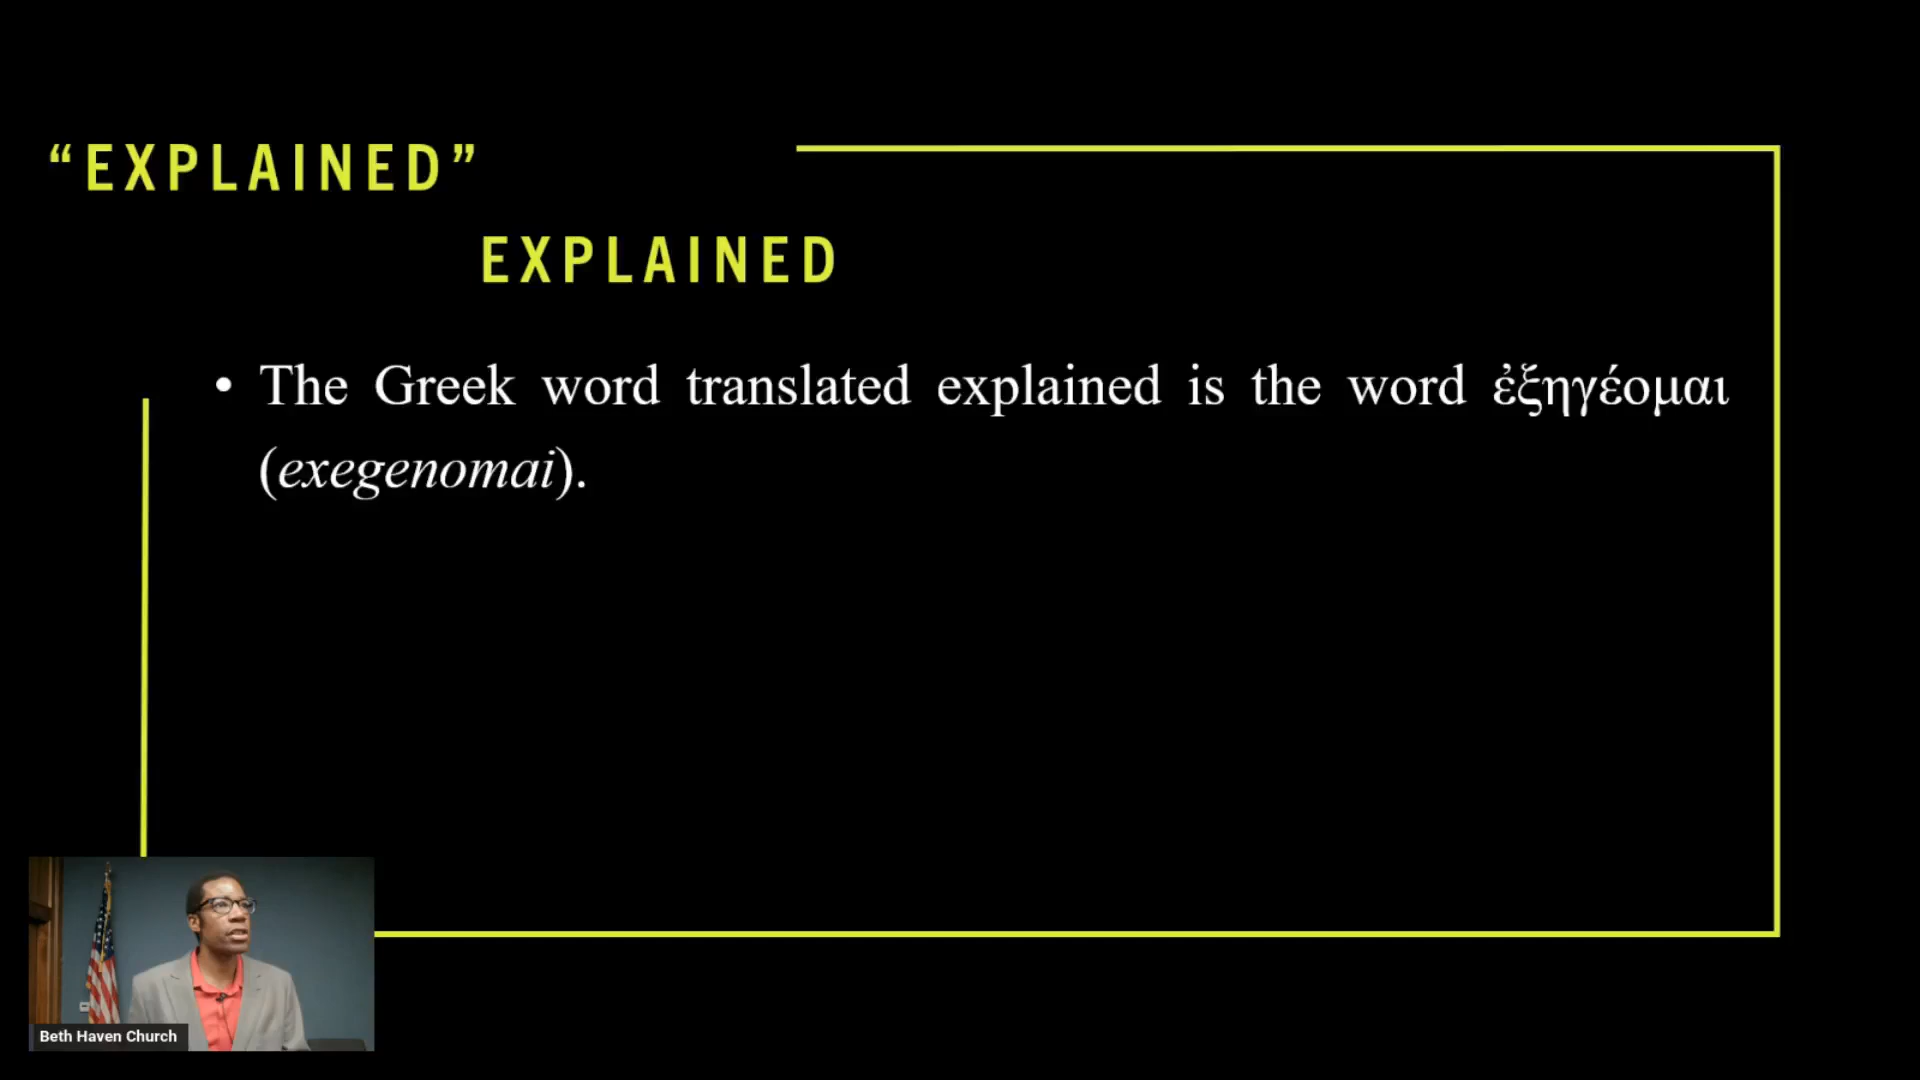 “EXPLAINED”
EXPLAINED
• The Greek word translated explained is the word ἐξηγέομαι
(exegenomai).
Beth Haven Church